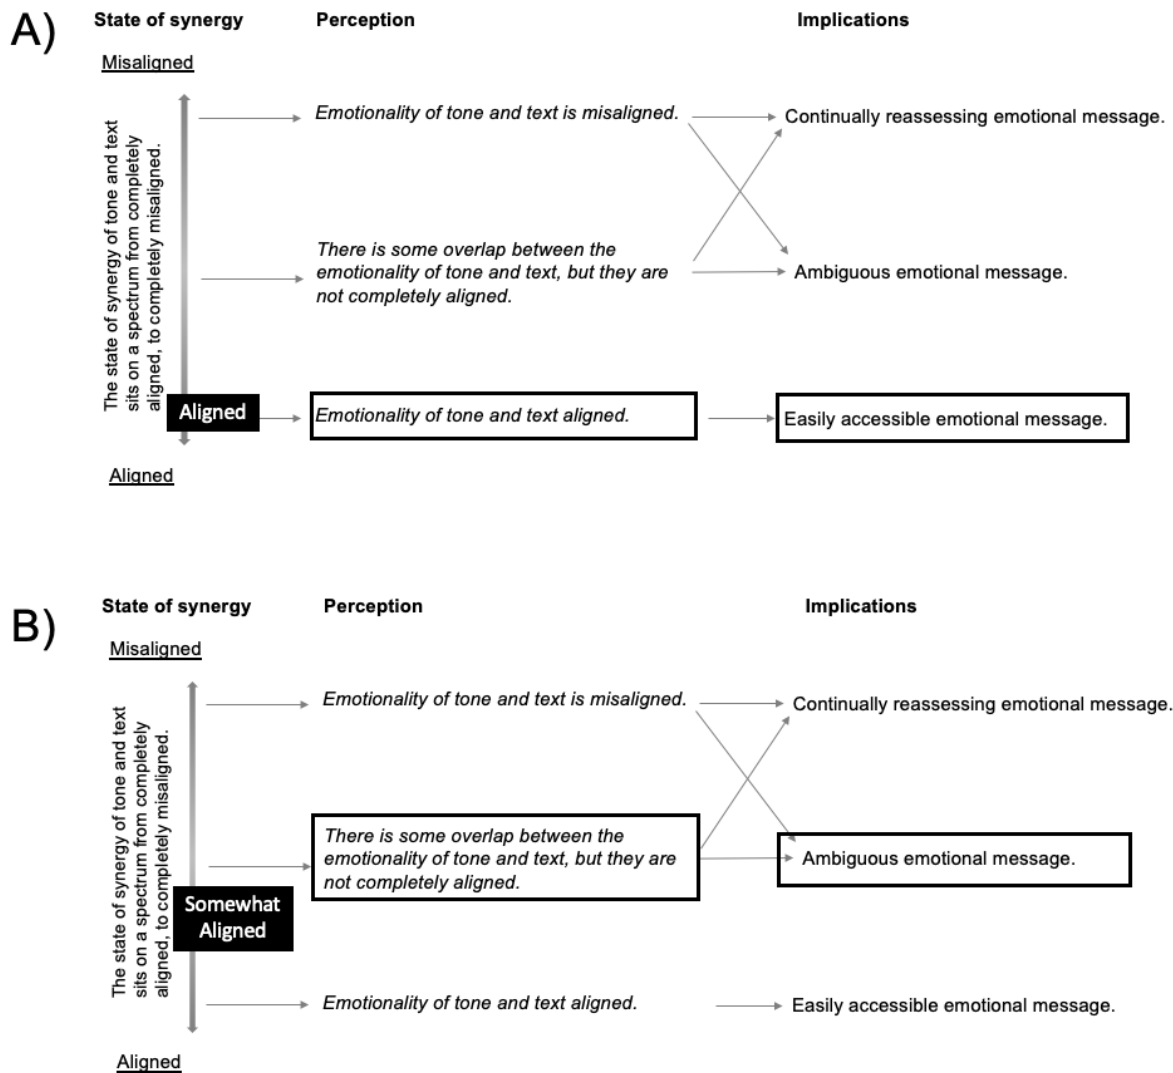 A)
State of synergy
Perception
Implications
Misaligned
The state of synergy of tone and text
sits on a spectrum from completely
aligned, to completely misaligned.
Emotionality of tone and text is misaligned.
Continually reassessing emotional message.
There is some overlap between the
emotionality of tone and text, but they are
not completely aligned.
Ambiguous emotional message.
Aligned
Emotionality of tone and text aligned.
Easily accessible emotional message.
Aligned
B)
State of synergy
Perception
Implications
Misaligned
The state of synergy of tone and text
sits on a spectrum from completely
aligned, to completely misaligned.
Emotionality of tone and text is misaligned.
Continually reassessing emotional message.
There is some overlap between the
emotionality of tone and text, but they are
not completely aligned.
Ambiguous emotional message.
Somewhat
Aligned
Emotionality of tone and text aligned.
Easily accessible emotional message.
Aligned